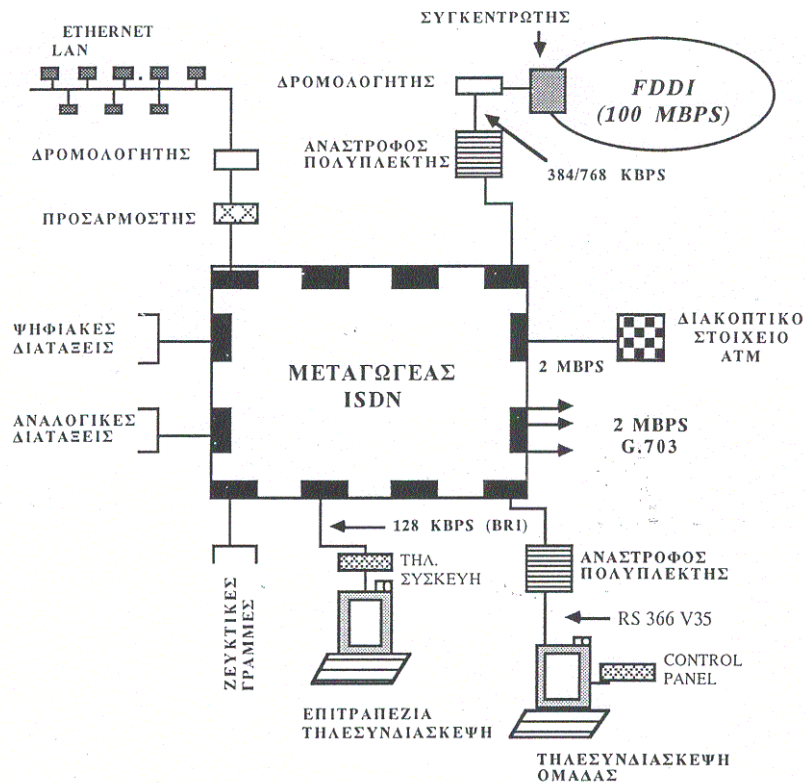 ΣΥΓΚΕΝΤΡΩΤΗΣ
ETHERNET
LAN
ΔΡΟΜΟΛΟΓΗΤΗΣ
FDDI
(100 MBPS)
ΑΝΑΣΤΡΟΦΟΣ
ΠΟΛΥΠΛΕΚΤΗΣ
384/768 KBPS
ΔΡΟΜΟΛΟΓΗΤΗΣ
ΠΡΟΣΑΡΜΟΣΤΗΣ
ΨΗΦΙΑΚΕΣ
ΔΙΑΤΑΞΕΙΣ
ΜΕΤΑΓΩΓΕΑΣ
ISDN
2 MBPS
ΔΙΑΚΟΠΤΙΚΟ
ΣΤΟΙΧΕΙΟ
ATM
ΑΝΑΛΟΓΙΚΕΣ
ΔΙΑΤΑΞΕΙΣ
2 MBPS
G.703
128 KBPS (BRI)
ΤΗΛ.
ΣΥΣΚΕΥΗ
ΑΝΑΣΤΡΟΦΟΣ
ΠΟΛΥΠΛΕΚΤΗΣ
ΖΕΥΚΤΙΚΕΣ
ΓΡΑΜΜΕΣ
RS 366 V35
CONTROL
PANEL
ΕΠΙΤΡΑΠΕΖΙΑ
ΤΗΛΕΣΥΝΔΙΑΣΚΕΨΗ
ΤΗΛΕΣΥΝΔΙΑΣΚΕΨΗ
ΟΜΑΔΑΣ